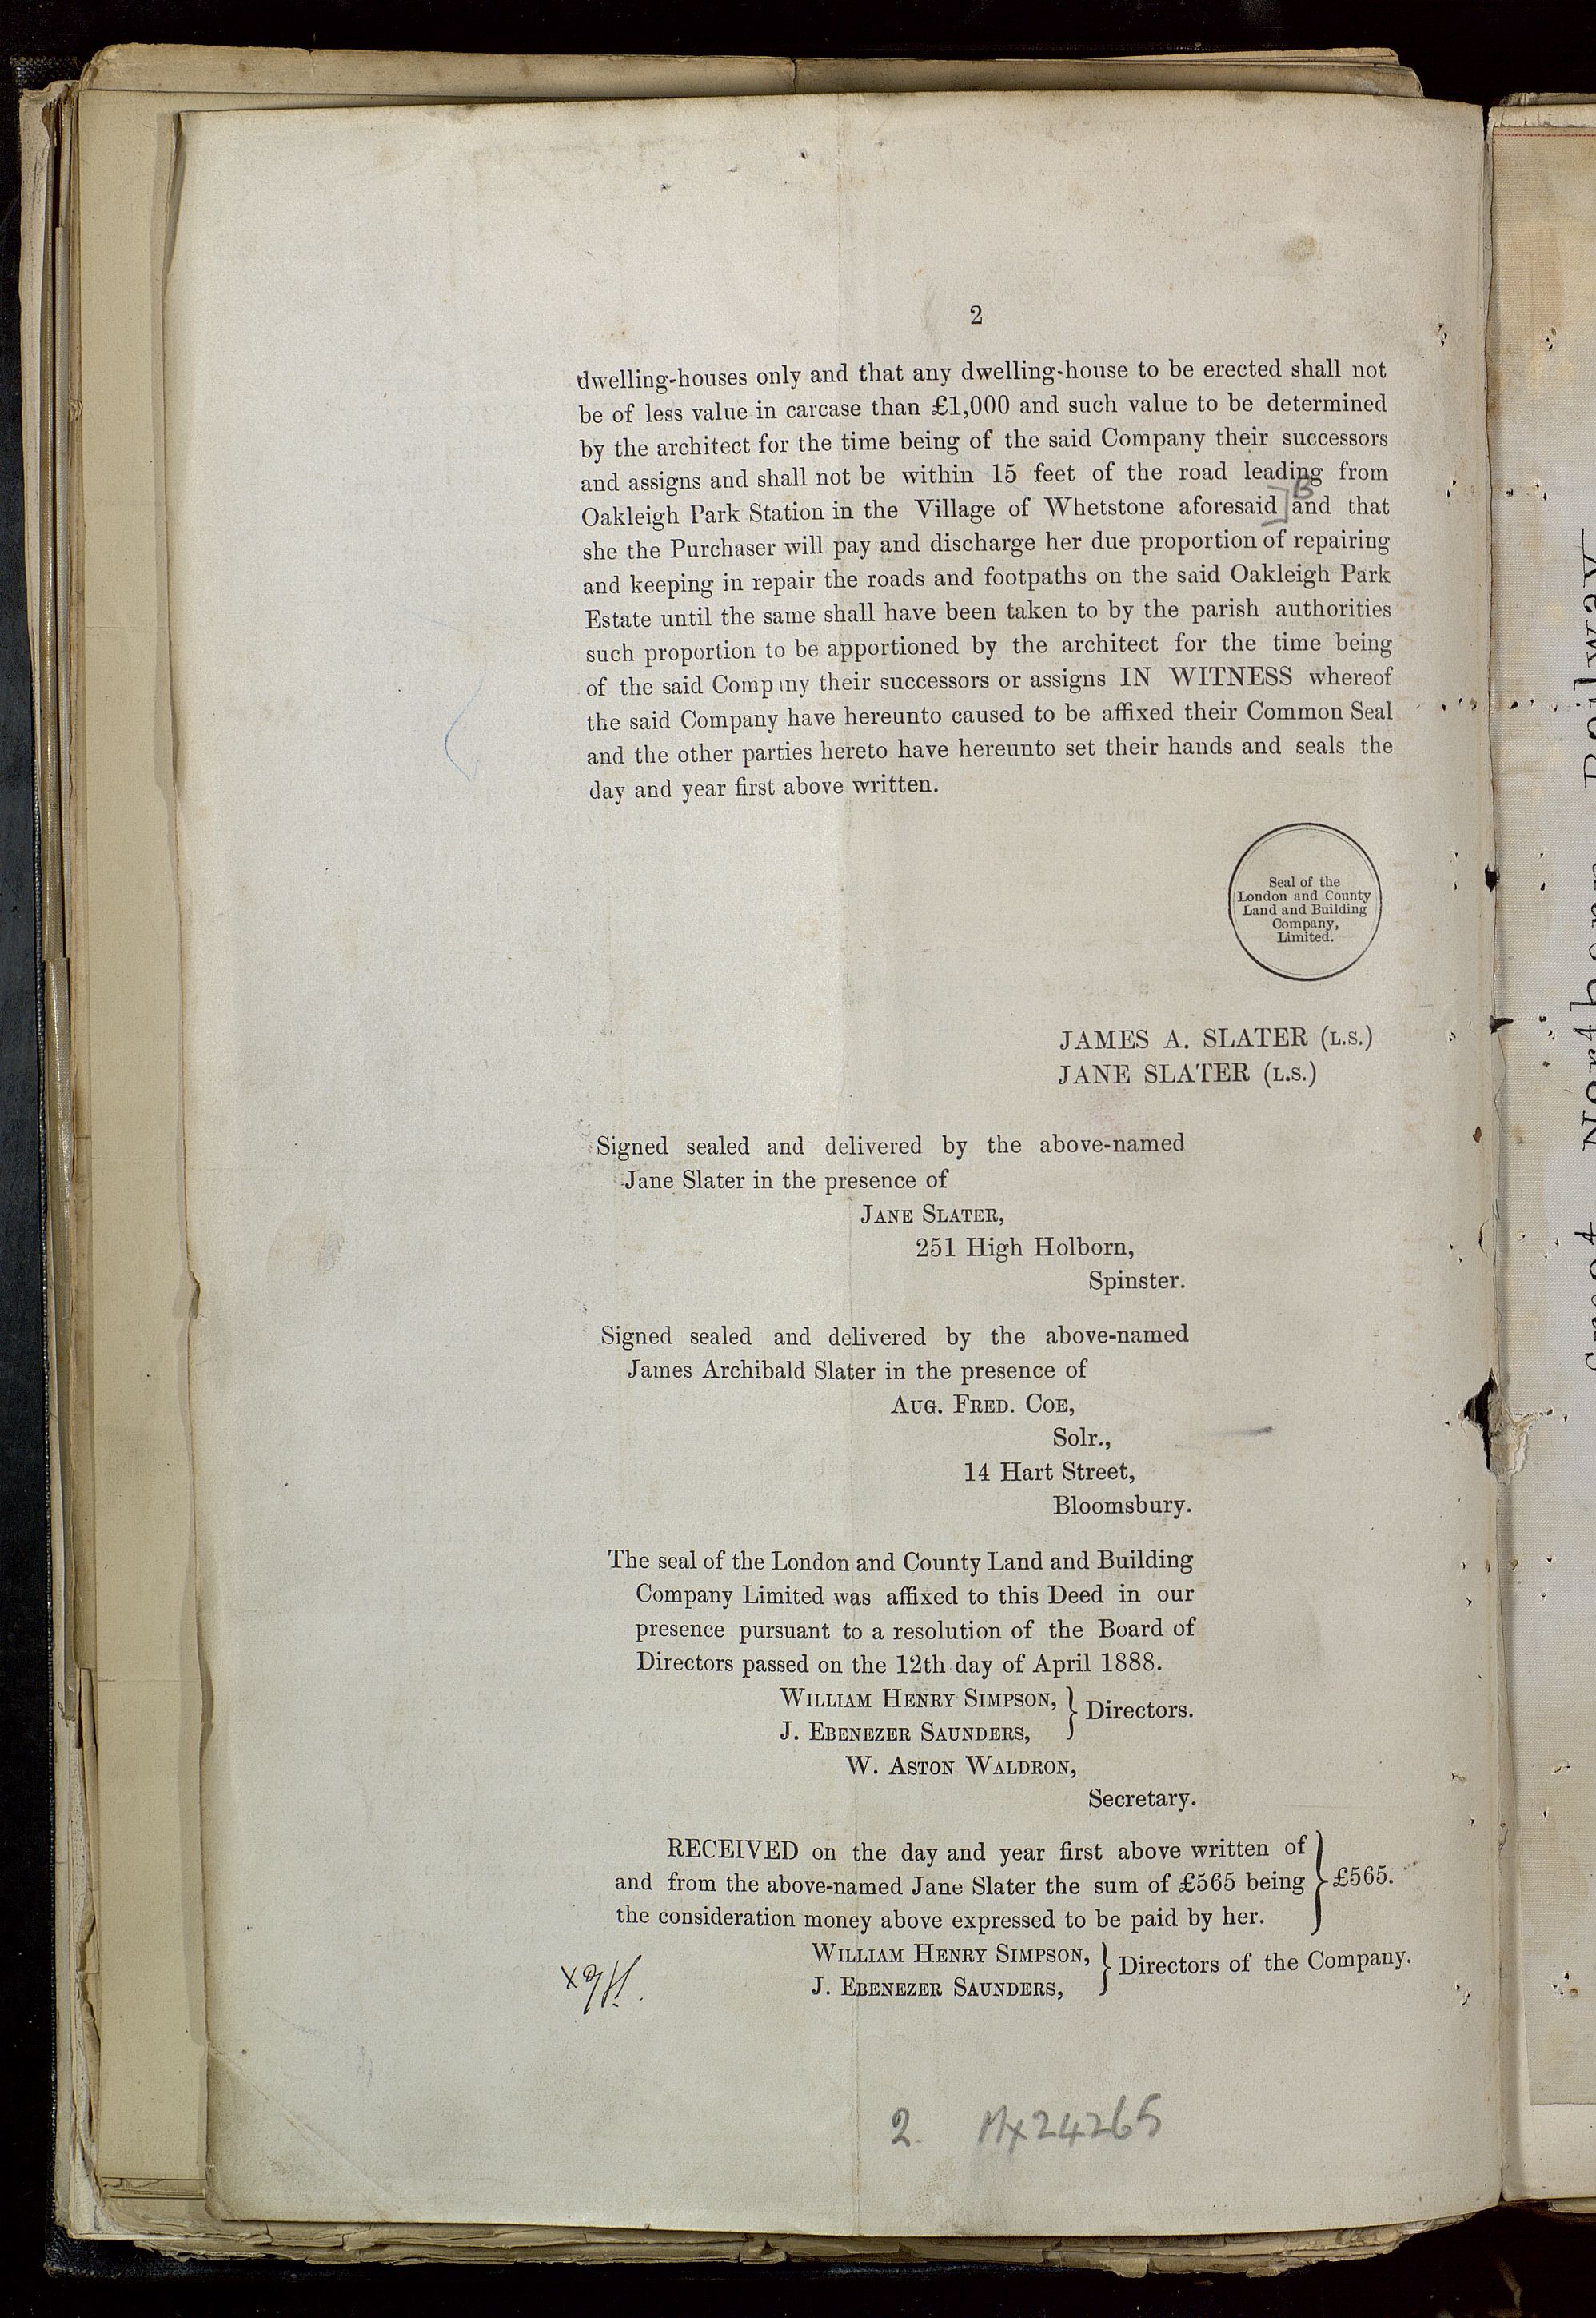 2
dwelling-houses only and that any dwelling-house to be erected shall not
be of less value in carcase than £1,000 and such value to be determined
by the architect for the time being of the said Company their successors
and assigns and shall not be within 15 feet of the road leading from
Oakleigh Park Station in the Village of Whetstone aforesaid] B and that
she the Purchaser will pay and discharge her due proportion of repairing
and keeping in repair the roads and footpaths on the said Oakleigh Park
Estate until the same shall have been taken to by the parish authorities
such proportion to be apportioned by the architect for the time being
of the said Company their successors or assigns IN WITNESS whereof
the said Company have hereunto caused to be affixed their Common Seal
and the other parties hereto have hereunto set their hands and seals the
day and year first above written.
Seal of the
London and County
Land and Building
Company,
Limited.
JAMES A. SLATER (L.S.)
JANE SLATER (L.S.)
Signed sealed and delivered by the above-named
Jane Slater in the presence of
JANE SLATER,
251 High Holborn,
Spinster.
Signed sealed and delivered by the above-named
James Archibald Slater in the presence of
AUG. FRED. COE,
Solr.,
14 Hart Street,
Bloomsbury.
The seal of the London and County Land and Building
Company Limited was affixed to this Deed in our
presence pursuant to a resolution of the Board of
Directors passed on the 12th day of April 1888.
WILLIAM HENRY SIMPSON, } Directors.
J. EBENEZER SAUNDERS,
W. ASTON WALDRON,
Secretary.
RECEIVED on the day and year first above written of
and from the above-named Jane Slater the sum of £565 being } £565.
the consideration money above expressed to be paid by her.
WILLIAM HENRY SIMPSON, } Directors of the Company.
J. EBENEZER SAUNDERS,
2 Mx24265
Northern Railway